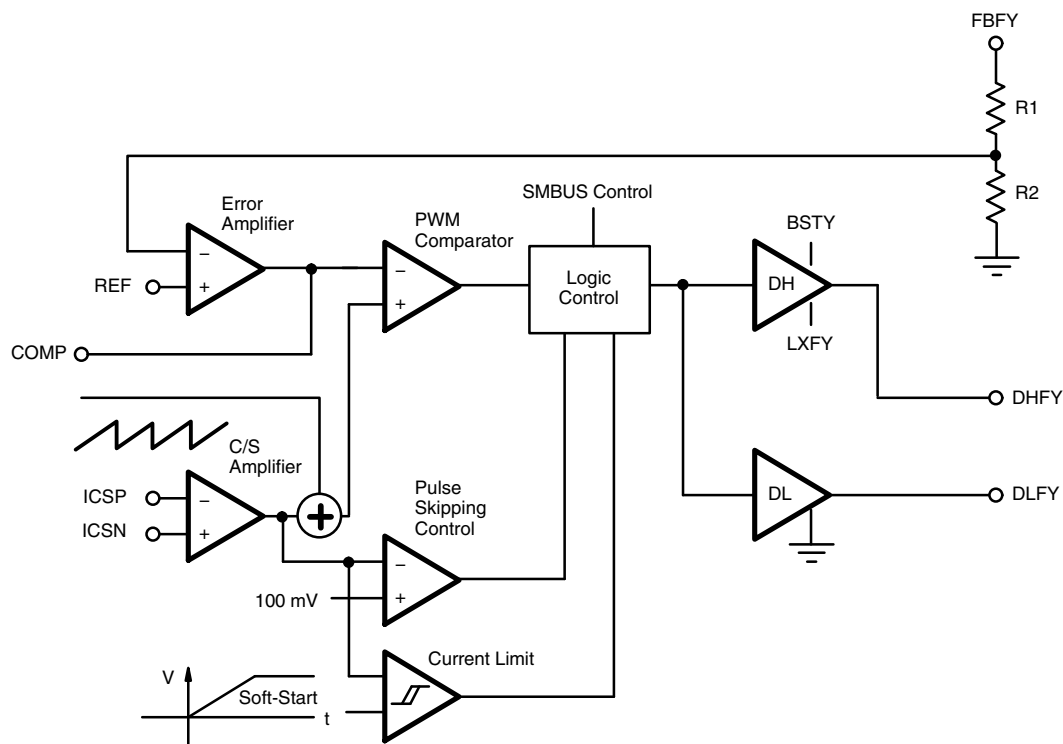 FBFY
R1
R2
SMBUS Control
Error
Amplifier
PWM
Comparator
BSTY
−
+
REF
−
+
Logic
Control
DH
LXFY
COMP
DHFY
C/S
Amplifier
ICSP
ICSN
−
+
+
Pulse
Skipping
Control
DL
DLFY
−
+
100 mV
Current Limit
V
Soft-Start
t